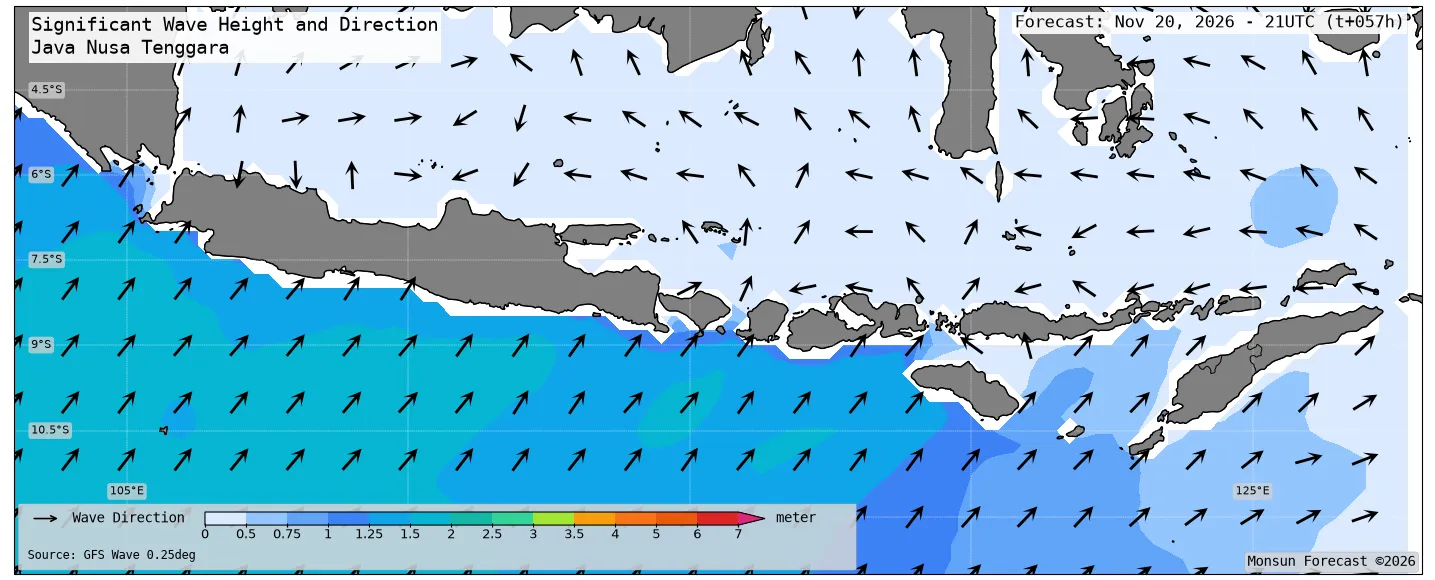 Significant Wave Height and Direction
Java Nusa Tenggara
Forecast: Nov 20, 2026 - 21UTC (t+057h)
4.5°S
6°S
7.5°S
9°S
10.5°S
105°E
125°E
Wave Direction
0 0.5 0.75 1 1.25 1.5 2 2.5 3 3.5 4 5 6 7
meter
Source: GFS Wave 0.25deg
Monsun Forecast ©2026